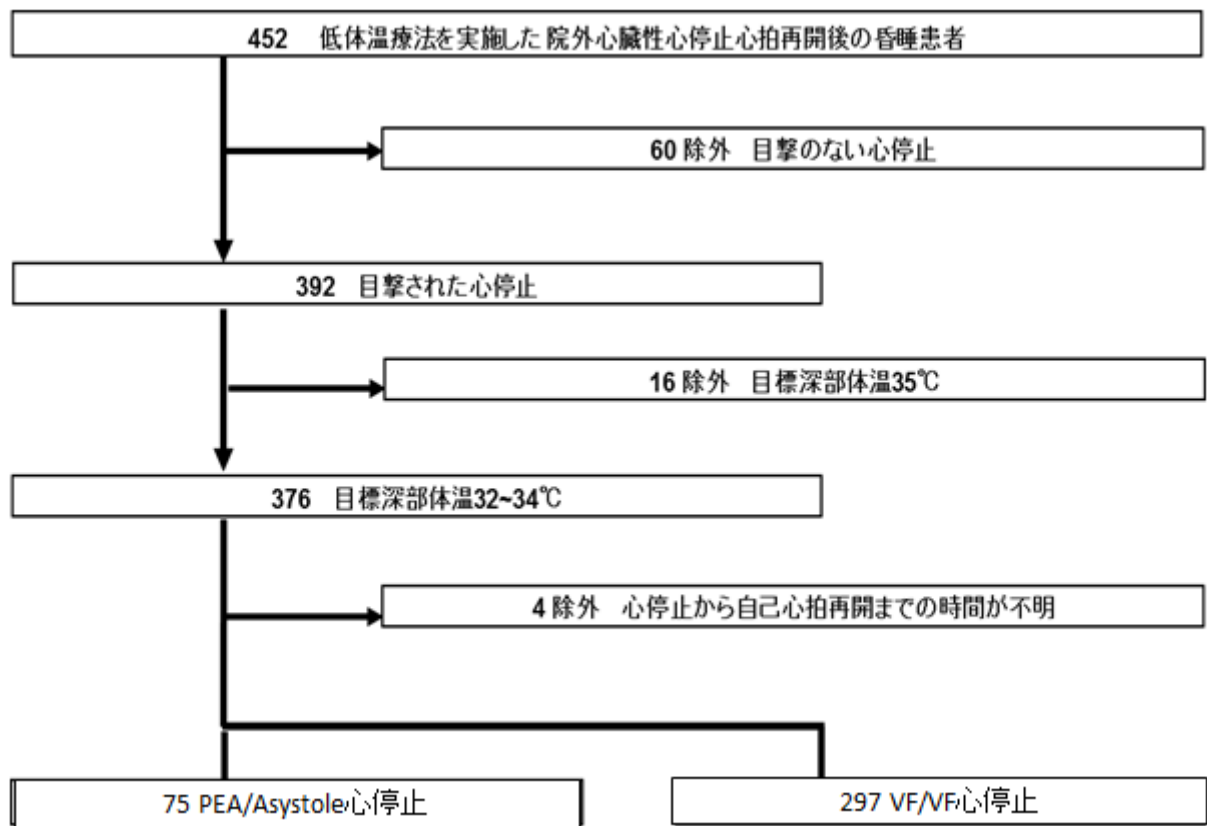 452 低体温療法を実施した 院外心臓性心停止心拍再開後の昏睡患者
60 除外 目撃のない心停止
392 目撃された心停止
16 除外 目標深部体温35℃
376 目標深部体温32~34℃
4 除外 心停止から自己心拍再開までの時間が不明
75 PEA/Asystole心停止
297 VF/VF心停止